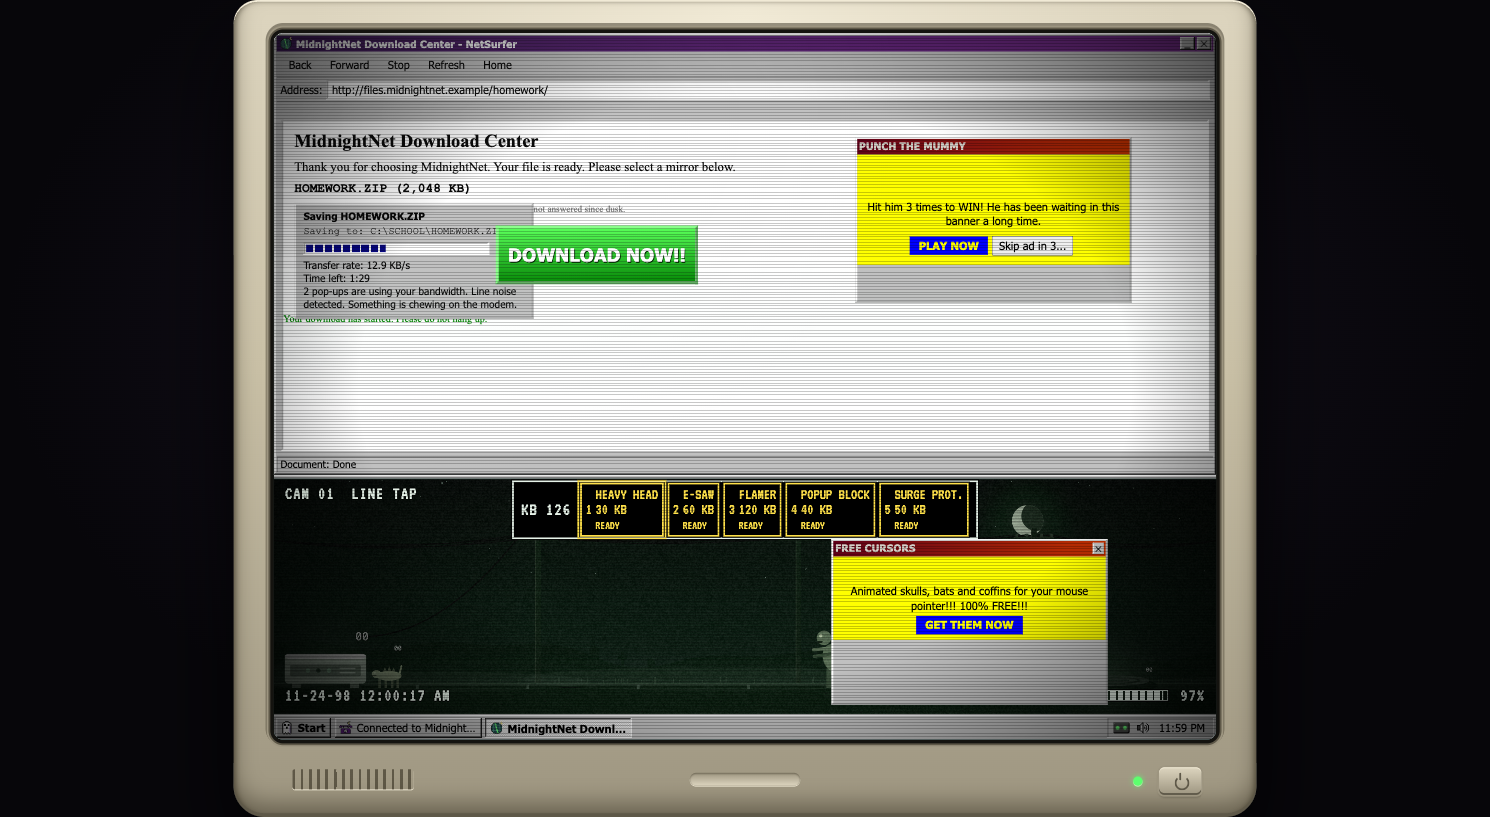 MidnightNet Download Center - NetSurfer
Back Forward Stop Refresh Home
Address: http://files.midnightnet.example/homework/
MidnightNet Download Center
Thank you for choosing MidnightNet. Your file is ready. Please select a mirror below.
HOMEWORK.ZIP (2,048 KB)
not answered since dusk.
Saving HOMEWORK.ZIP
Saving to: C:\SCHOOL\HOMEWORK.ZI
DOWNLOAD NOW!!
Transfer rate: 12.9 KB/s
Time left: 1:29
2 pop-ups are using your bandwidth. Line noise
detected. Something is chewing on the modem.
Your download has started. Please do not hang up.
PUNCH THE MUMMY
Hit him 3 times to WIN! He has been waiting in this
banner a long time.
PLAY NOW Skip ad in 3...
Document: Done
CAM 01 LINE TAP
KB 126
HEAVY HEAD
1 30 KB
READY
E-SAW
2 60 KB
READY
FLAMER
3 120 KB
READY
POPUP BLOCK
4 40 KB
READY
SURGE PROT.
5 50 KB
READY
FREE CURSORS
Animated skulls, bats and coffins for your mouse
pointer!!! 100% FREE!!!
GET THEM NOW
11-24-98 12:00:17 AM
97%
Start Connected to Midnight... MidnightNet Downl... 11:59 PM